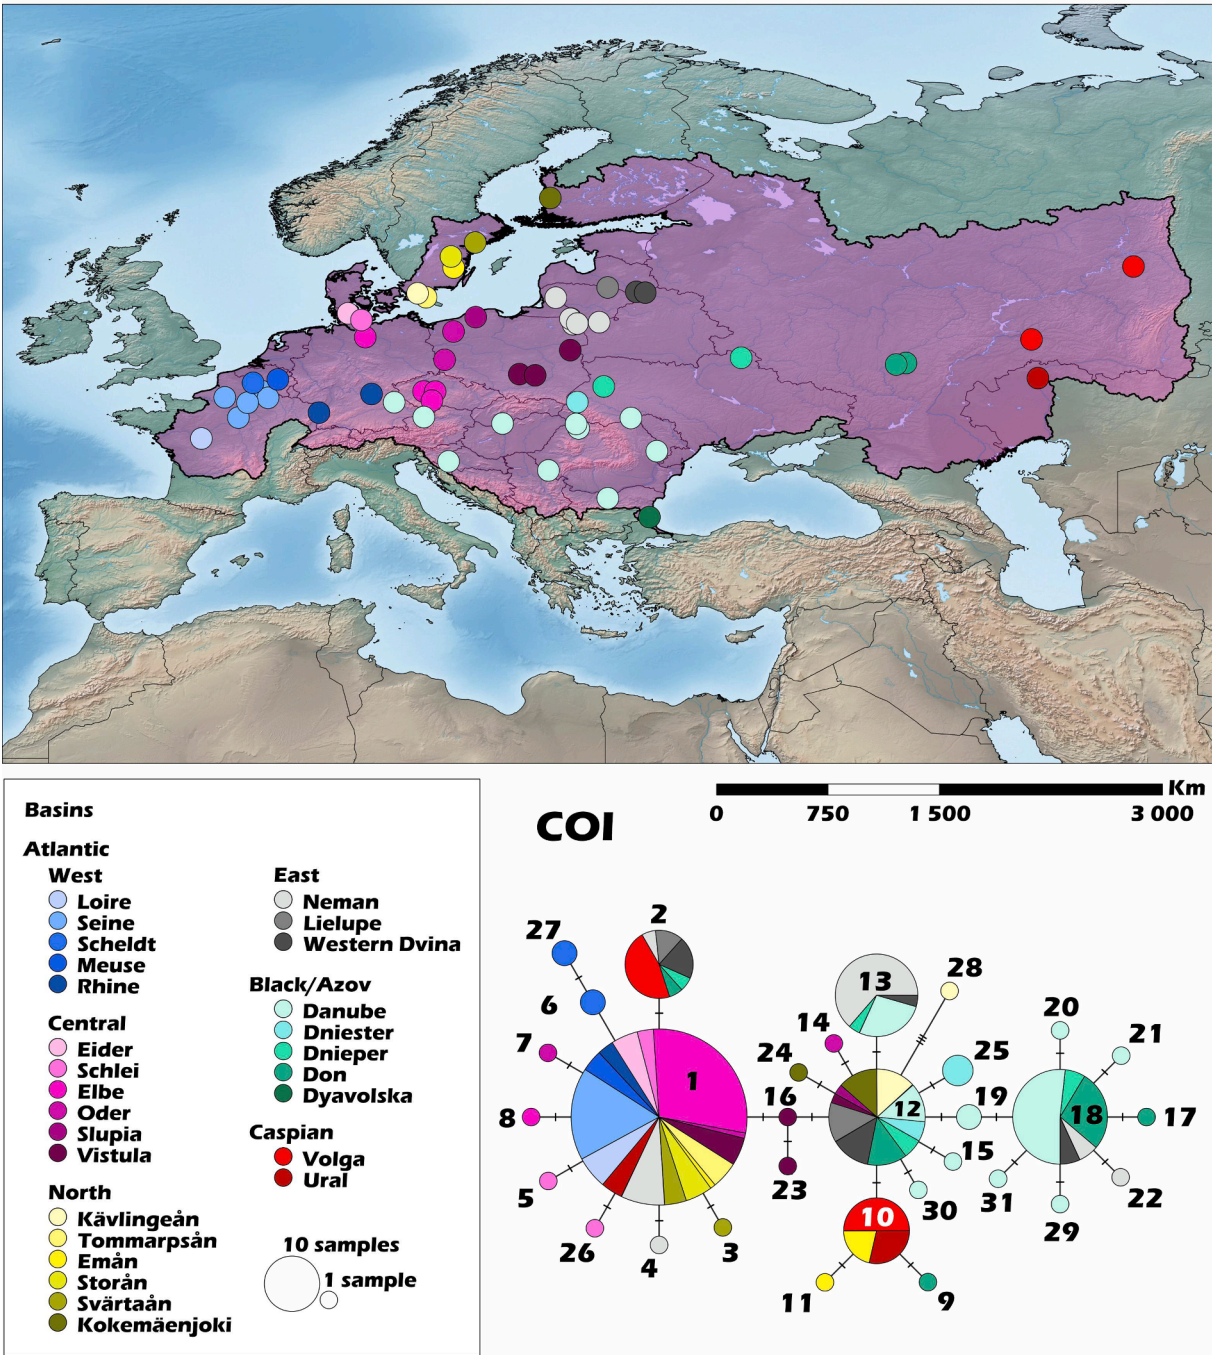 Km
0 750 1 500 3 000
Basins
Atlantic
West
Loire
Seine
Scheldt
Meuse
Rhine
Central
Eider
Schlei
Elbe
Oder
Slupia
Vistula
North
Kävlingeån
Tommarpsån
Emån
Storån
Svärtaån
Kokemäenjoki
East
Neman
Lielupe
Western Dvina
Black/Azov
Danube
Dniester
Dnieper
Don
Dyavolska
Caspian
Volga
Ural
10 samples
1 sample
COI
27
2
6
13
28
7
14
20
21
24
25
1
8
16
12
19
18
17
5
23
15
31
22
26
4
3
10
30
29
11
9